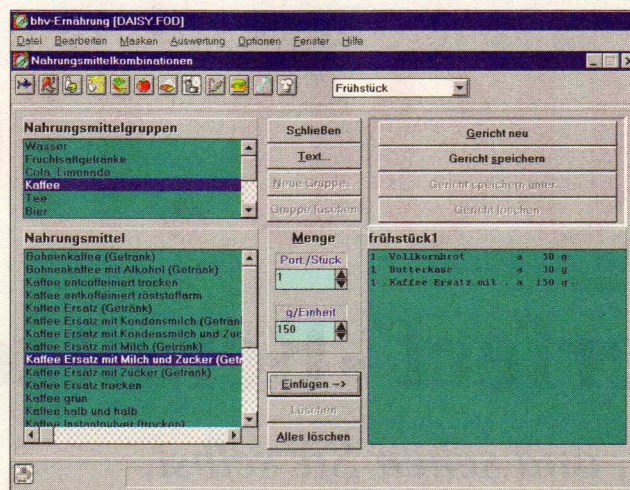 bhv-Ernährung [DAISY.FOD]
Datei Bearbeiten Masken Auswertung Optionen Fenster Hilfe
Nahrungsmittelkombinationen
Frühstück
Nahrungsmittelgruppen
Wasser
Fruchtsaftgetränke
Cola, Limonade
Kaffee
Tee
Bier
Schließen
Text...
Neue Gruppe...
Gruppe löschen
Gericht neu
Gericht speichern
Gericht speichern unter...
Gericht löschen
Nahrungsmittel
Bohnenkaffee (Getränk)
Bohnenkaffee mit Alkohol (Getränk)
Kaffee entcoffeiniert trocken
Kaffee entkoffeiniert röststoffarm
Kaffee Ersatz (Getränk)
Kaffee Ersatz mit Kondensmilch (Getränk
Kaffee Ersatz mit Kondensmilch und Zuc
Kaffee Ersatz mit Milch (Getränk)
Kaffee Ersatz mit Milch und Zucker (Getr
Kaffee Ersatz mit Zucker (Getränk)
Kaffee Ersatz trocken
Kaffee grün
Kaffee halb und halb
Kaffee Instantpulver (trocken)
Menge
Port./Stück
1
g/Einheit
150
Einfügen ->
Löschen
Alles löschen
frühstück1
1 Vollkornbrot a 50 g
1 Butterkäse a 30 g
1 Kaffee Ersatz mit . a 150 g